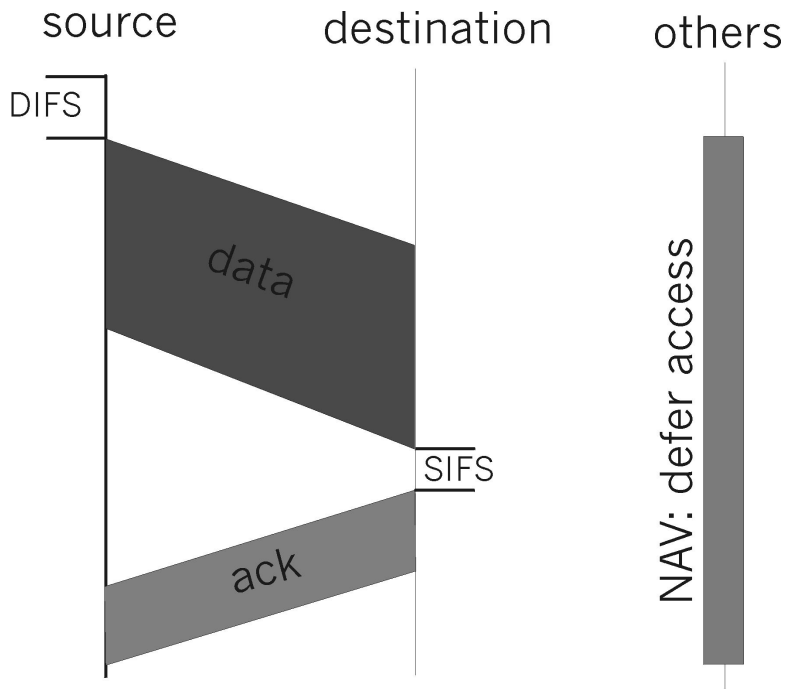 source
destination
others
DIFS
data
SIFS
ack
NAV: defer access